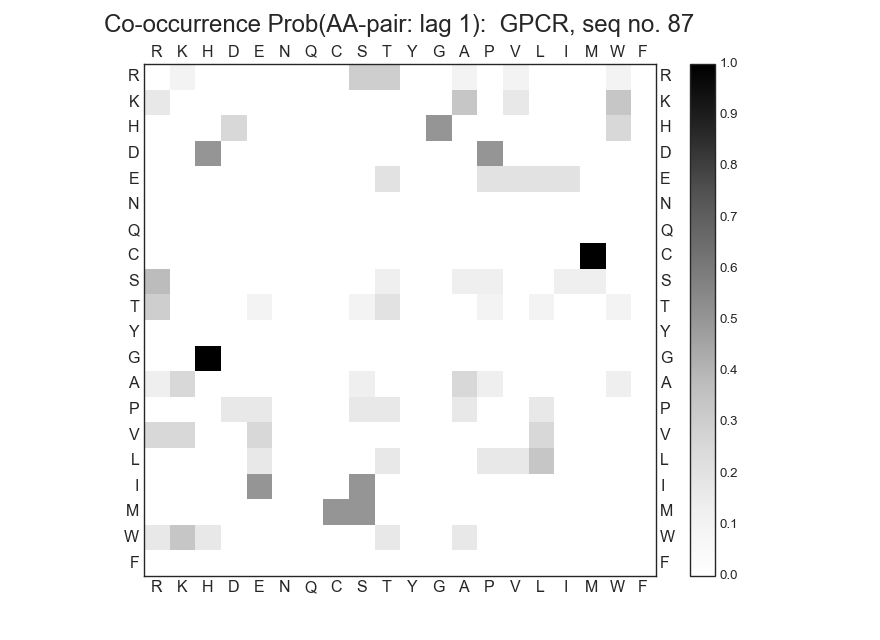 Co-occurrence Prob(AA-pair: lag 1):  GPCR, seq no. 87
R K H D E N Q C S T Y G A P V L I M W F
R R 1.0
K K 0.9
H H
D D 0.8
E E
N N 0.7
Q Q
C C 0.6
S S
T T 0.5
Y Y
G G 0.4
A A
P P 0.3
V V
L L 0.2
I I
M M 0.1
W W
F F 0.0
R K H D E N Q C S T Y G A P V L I M W F